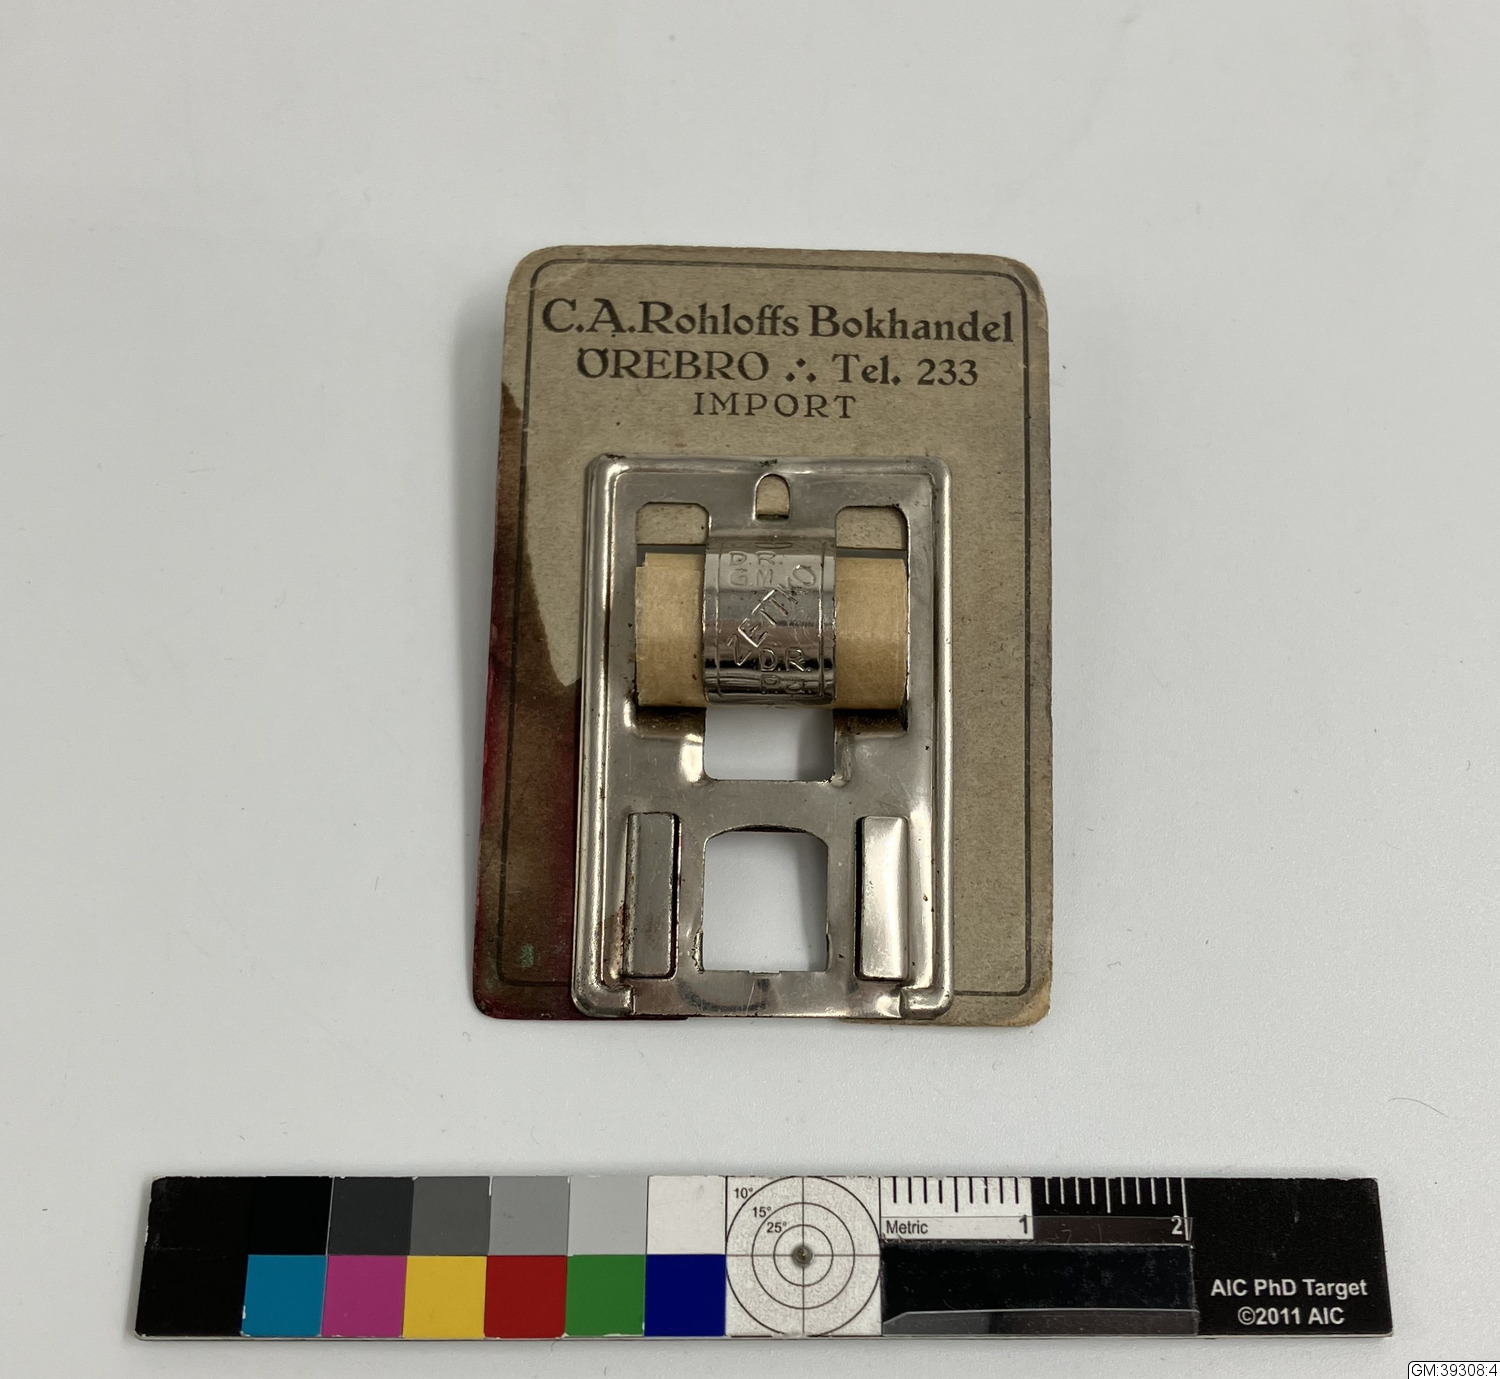 C.A.Rohloffs Bokhandel
ÖREBRO ∴ Tel. 233
IMPORT
D.R.
G.M.
ZETTKO
D.R.
P.
10°
15°
25°
Metric 1 2
AIC PhD Target
©2011 AIC
GM:39308:4